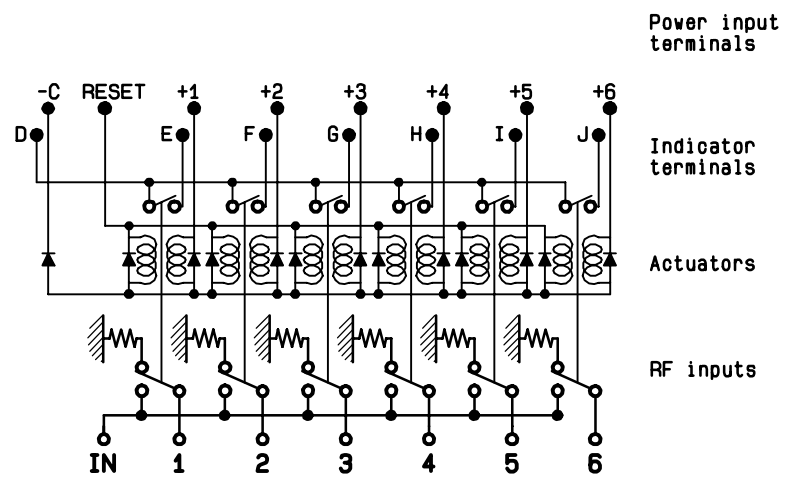 Power input
terminals
-C RESET +1 +2 +3 +4 +5 +6
D E F G H I J
Indicator
terminals
Actuators
RF inputs
IN 1 2 3 4 5 6